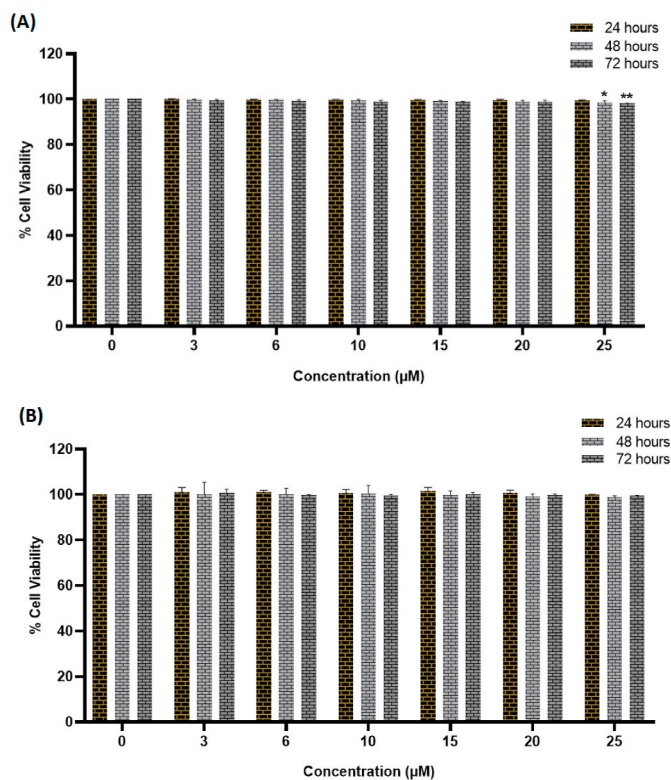 (A)
24 hours
48 hours
72 hours
120
100
80
60
40
20
0
% Cell Viability
* **
0 3 6 10 15 20 25
Concentration (µM)
(B)
24 hours
48 hours
72 hours
120
100
80
60
40
20
0
% Cell Viability
0 3 6 10 15 20 25
Concentration (µM)